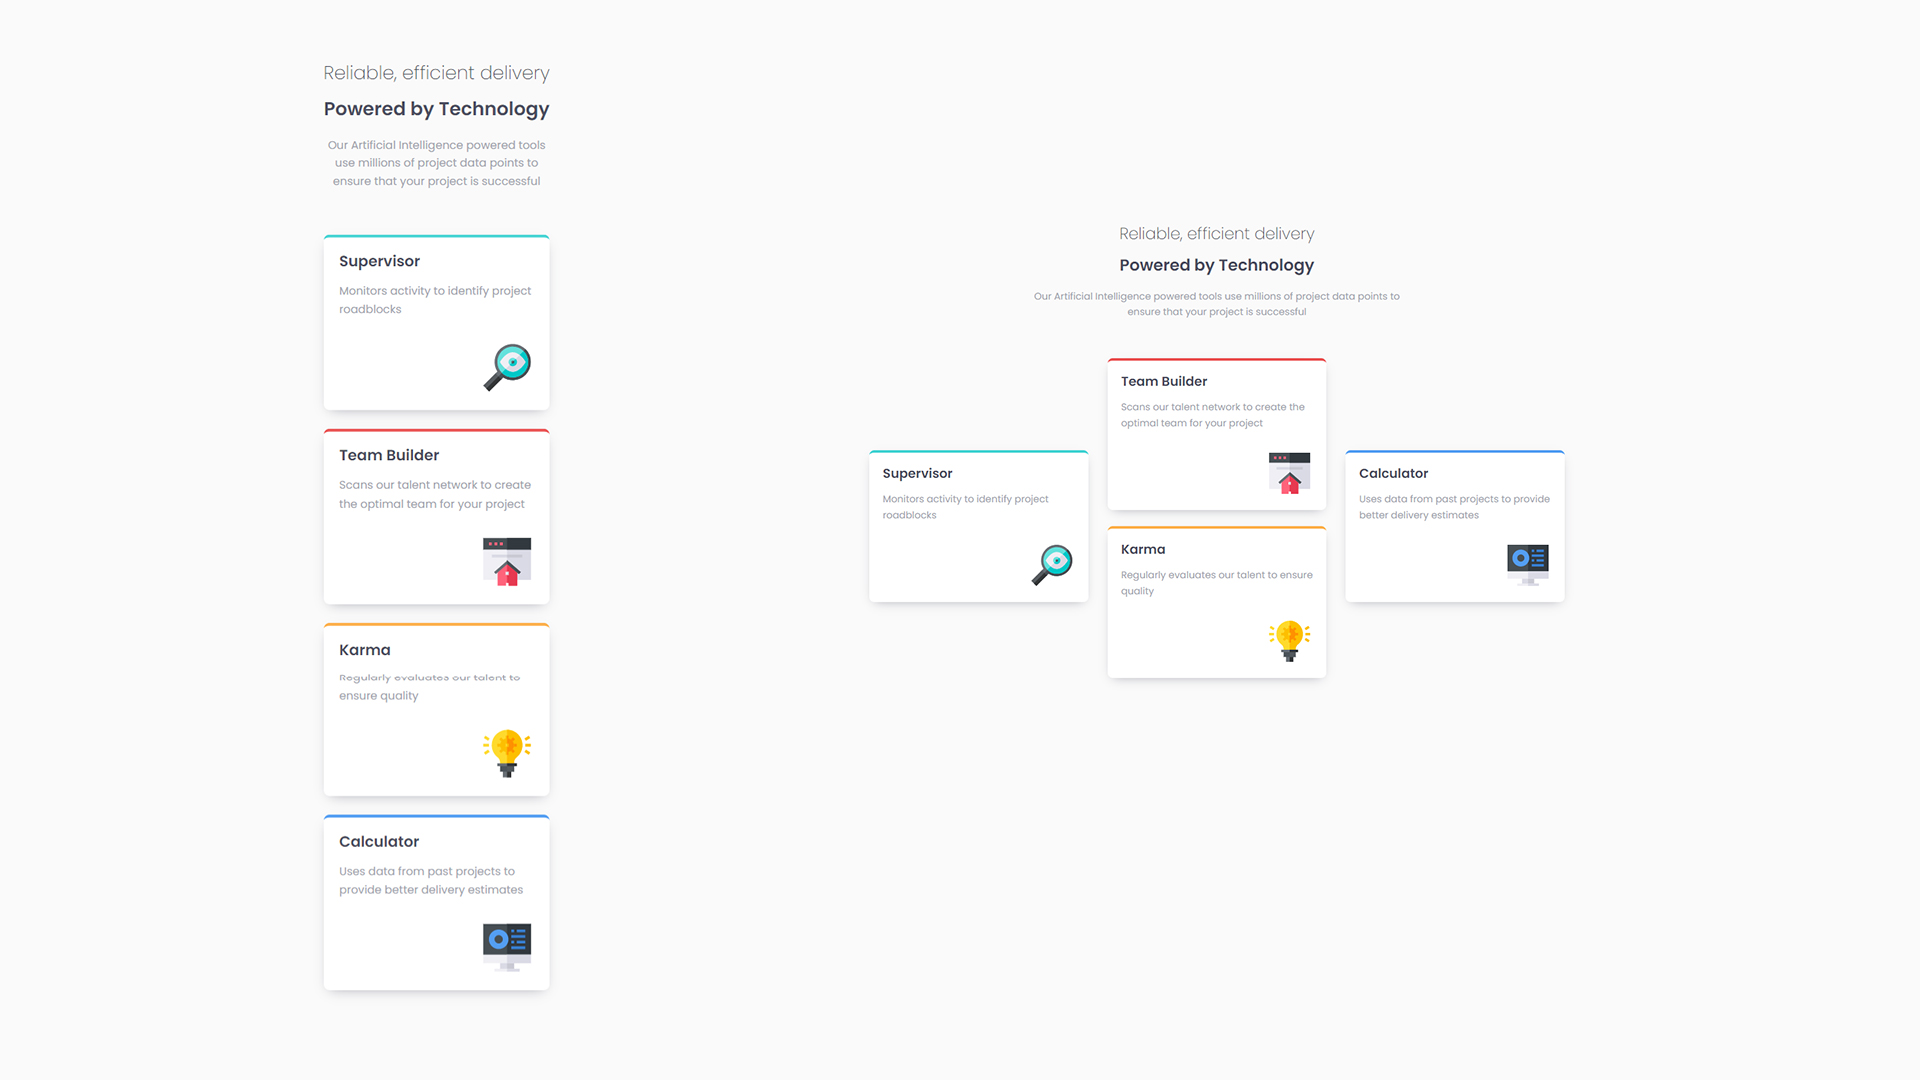 Reliable, efficient delivery
Powered by Technology
Our Artificial Intelligence powered tools
use millions of project data points to
ensure that your project is successful
Supervisor
Monitors activity to identify project
roadblocks
Team Builder
Scans our talent network to create
the optimal team for your project
Karma
Regularly evaluates our talent to
ensure quality
Calculator
Uses data from past projects to
provide better delivery estimates
Reliable, efficient delivery
Powered by Technology
Our Artificial Intelligence powered tools use millions of project data points to
ensure that your project is successful
Supervisor
Monitors activity to identify project
roadblocks
Team Builder
Scans our talent network to create the
optimal team for your project
Karma
Regularly evaluates our talent to ensure
quality
Calculator
Uses data from past projects to provide
better delivery estimates